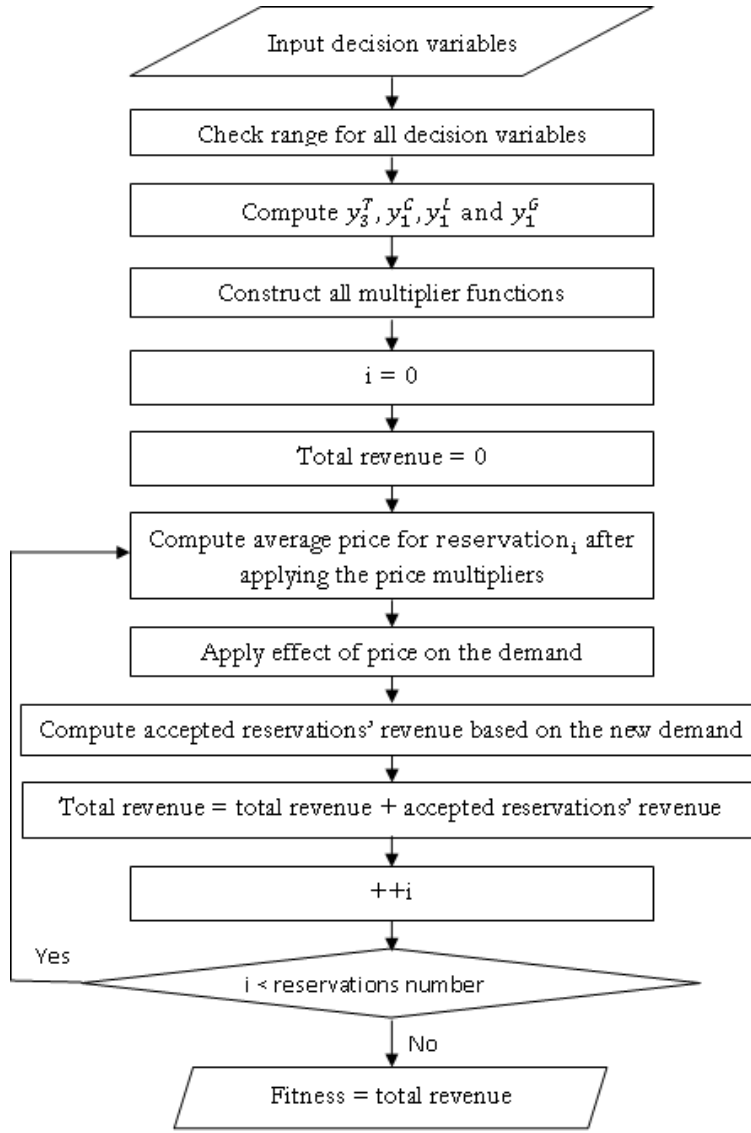 Input decision variables
Check range for all decision variables
Compute y₃ᵀ, y₁ᶜ, y₁ᴸ and y₁ᴳ
Construct all multiplier functions
i = 0
Total revenue = 0
Compute average price for reservationᵢ after
applying the price multipliers
Apply effect of price on the demand
Compute accepted reservations’ revenue based on the new demand
Total revenue = total revenue + accepted reservations’ revenue
++i
Yes
i < reservations number
No
Fitness = total revenue